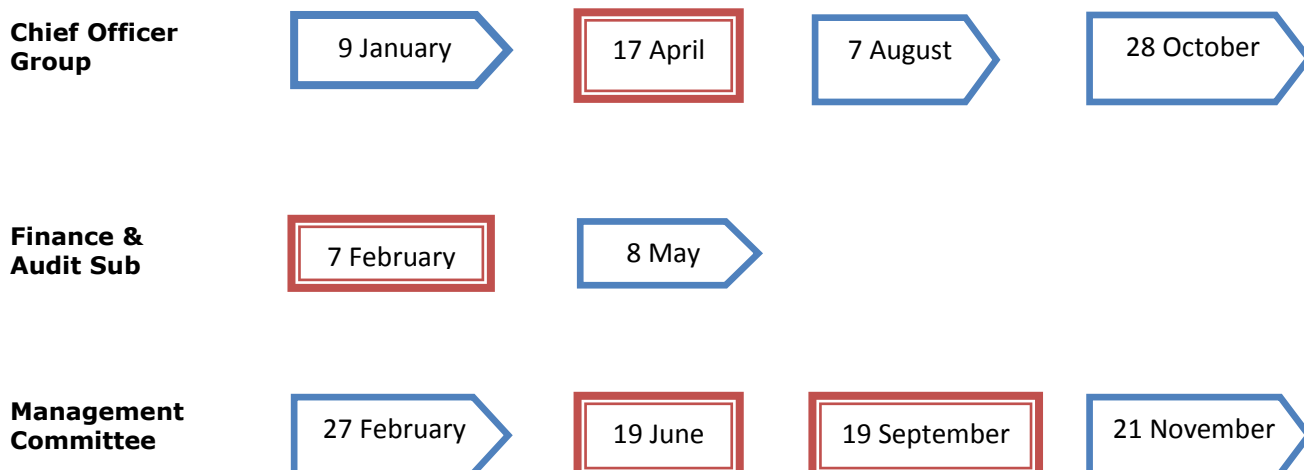 Chief Officer
Group
9 January
17 April
7 August
28 October
Finance &
Audit Sub
7 February
8 May
Management
Committee
27 February
19 June
19 September
21 November